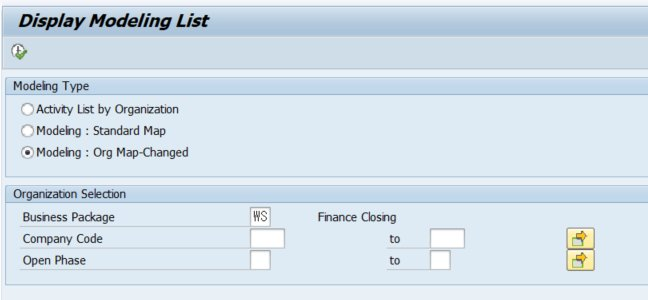 Display Modeling List
Modeling Type
Activity List by Organization
Modeling : Standard Map
Modeling : Org Map-Changed
Organization Selection
Business Package WS Finance Closing
Company Code to
Open Phase to